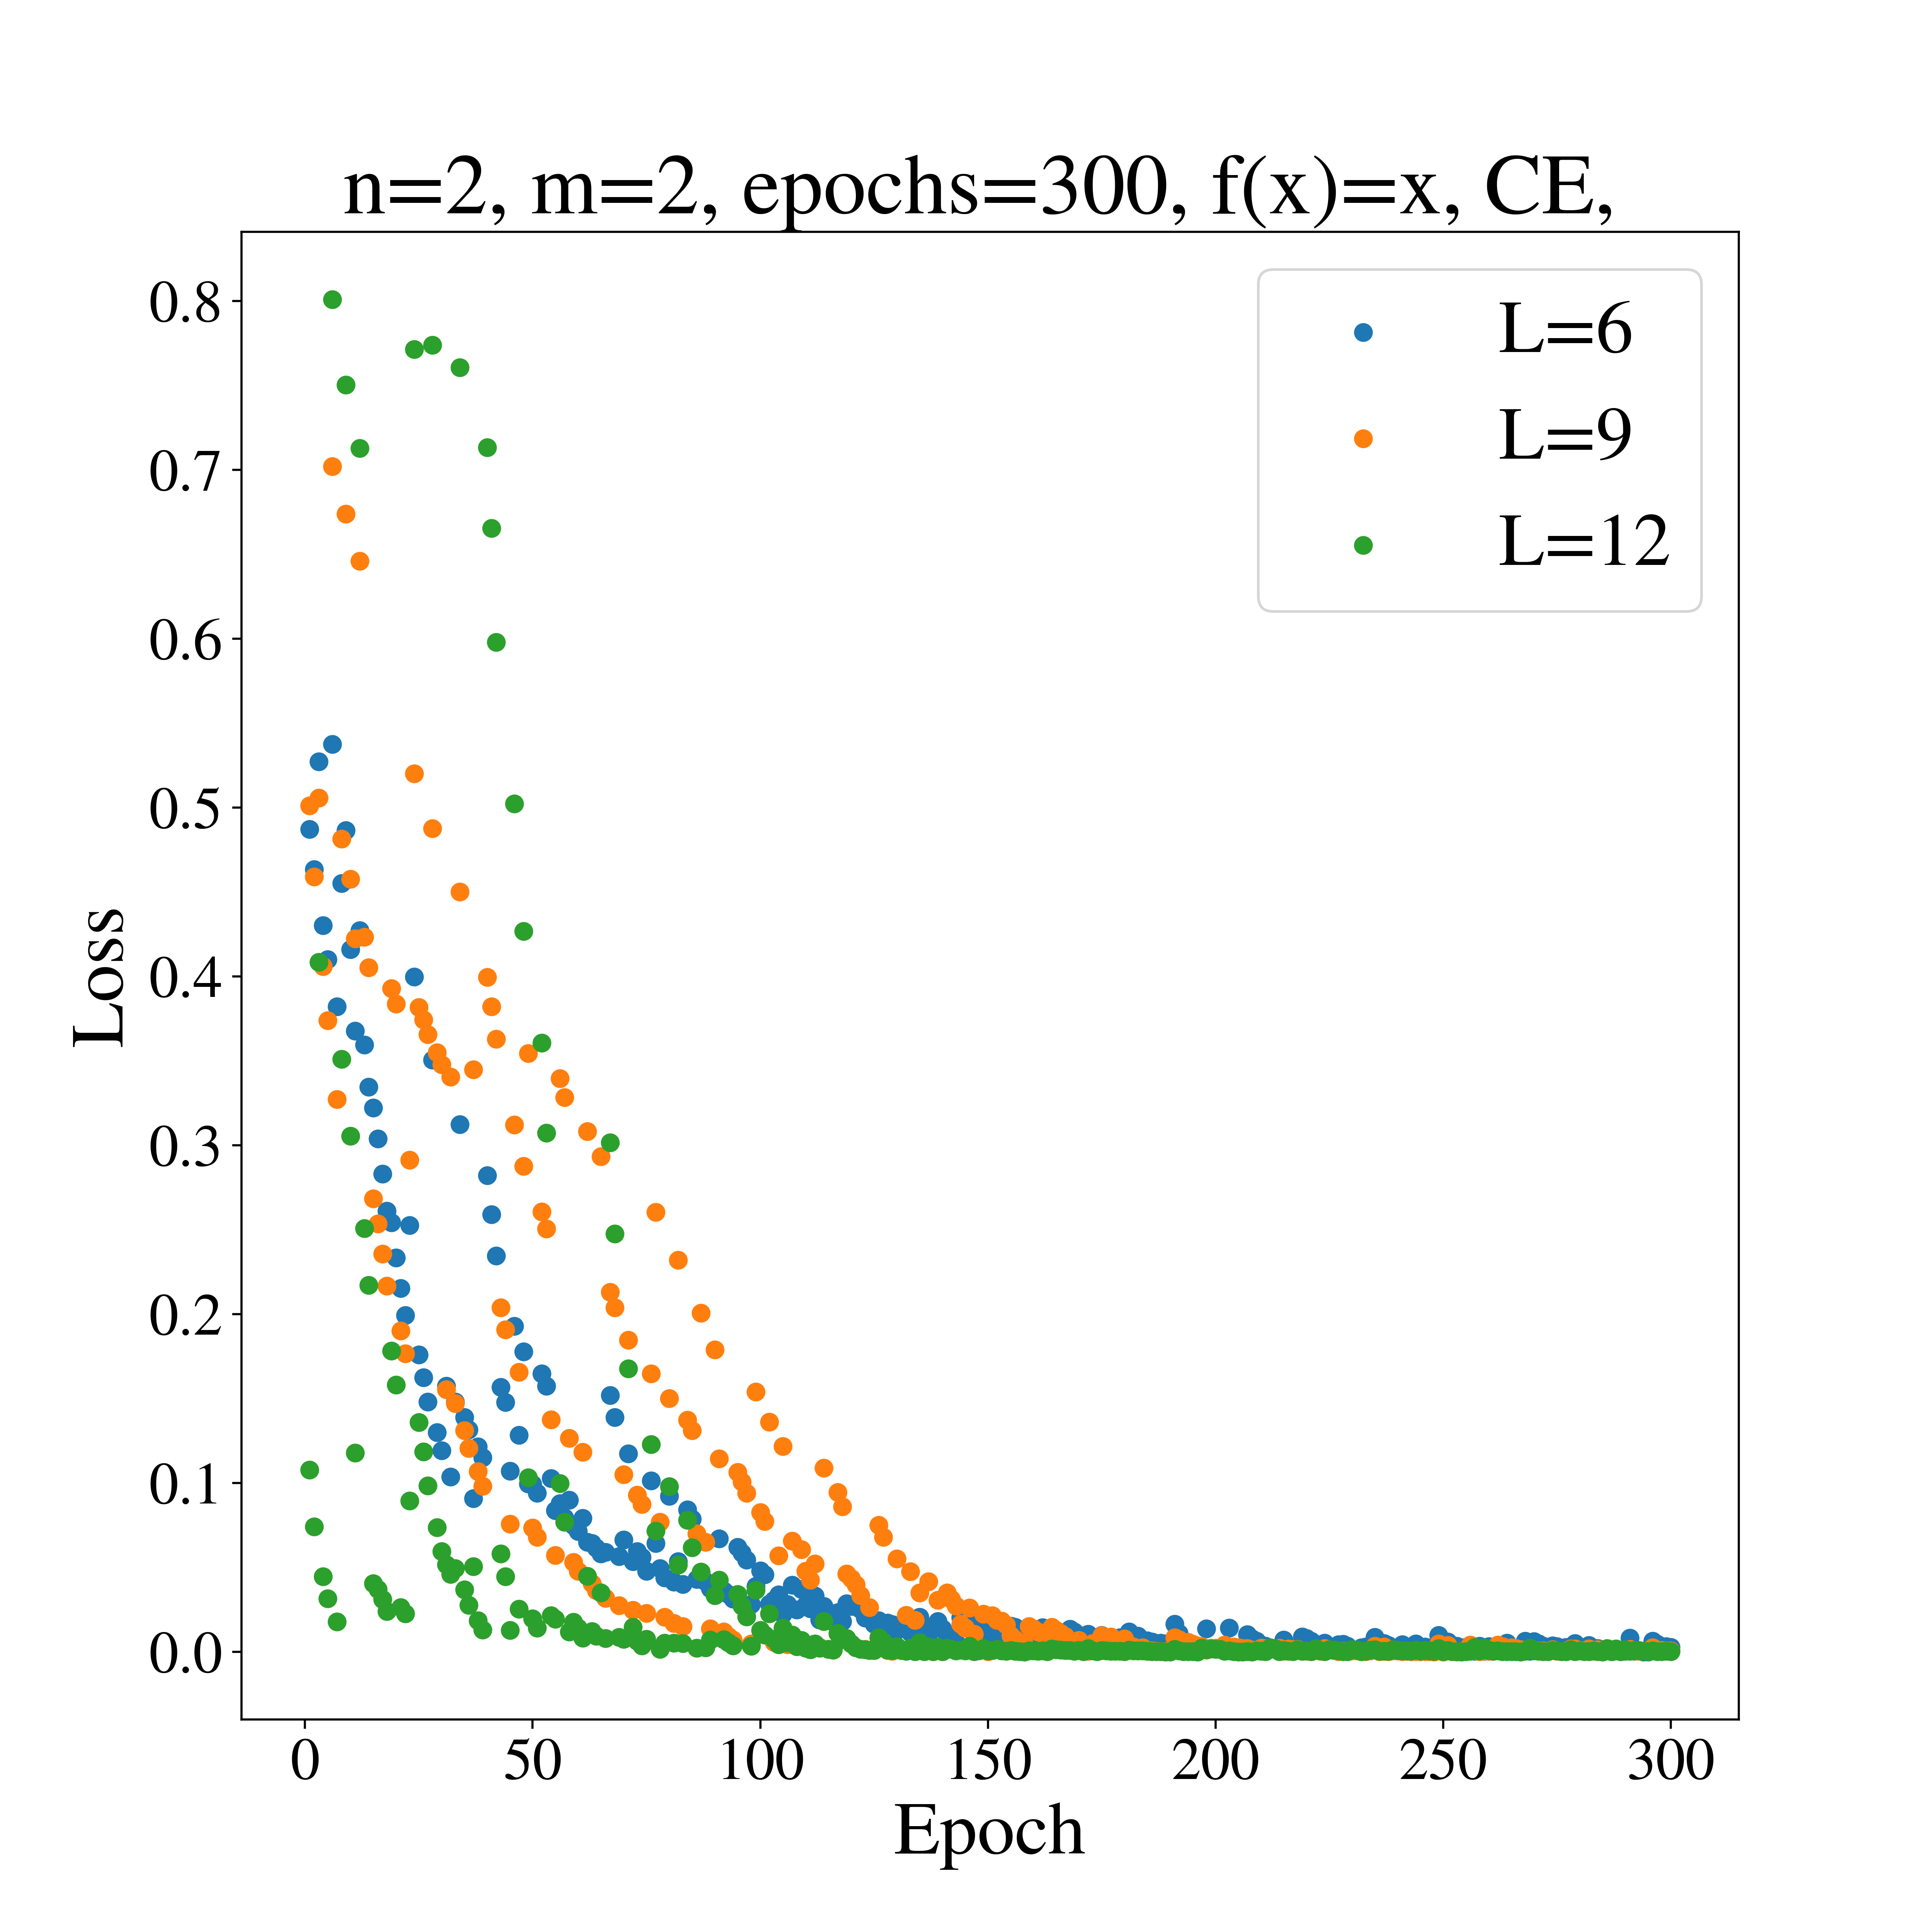 n=2, m=2, epochs=300, f(x)=x, CE,
L=6
L=9
L=12
0.8
0.7
0.6
0.5
0.4
0.3
0.2
0.1
0.0
Loss
0 50 100 150 200 250 300
Epoch